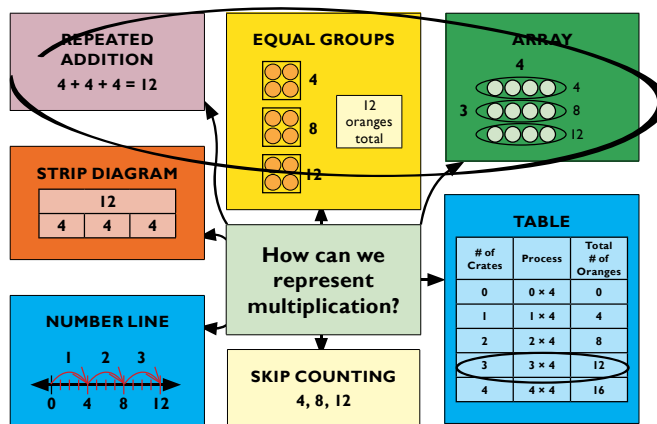 REPEATED
ADDITION
4 + 4 + 4 = 12
EQUAL GROUPS
4
8
12
12
oranges
total
ARRAY
4
3
4
8
12
STRIP DIAGRAM
12
4 4 4
How can we
represent
multiplication?
TABLE
# of
Crates
Process
Total
# of
Oranges
0 0 × 4 0
1 1 × 4 4
2 2 × 4 8
3 3 × 4 12
4 4 × 4 16
NUMBER LINE
1 2 3
0 4 8 12
SKIP COUNTING
4, 8, 12